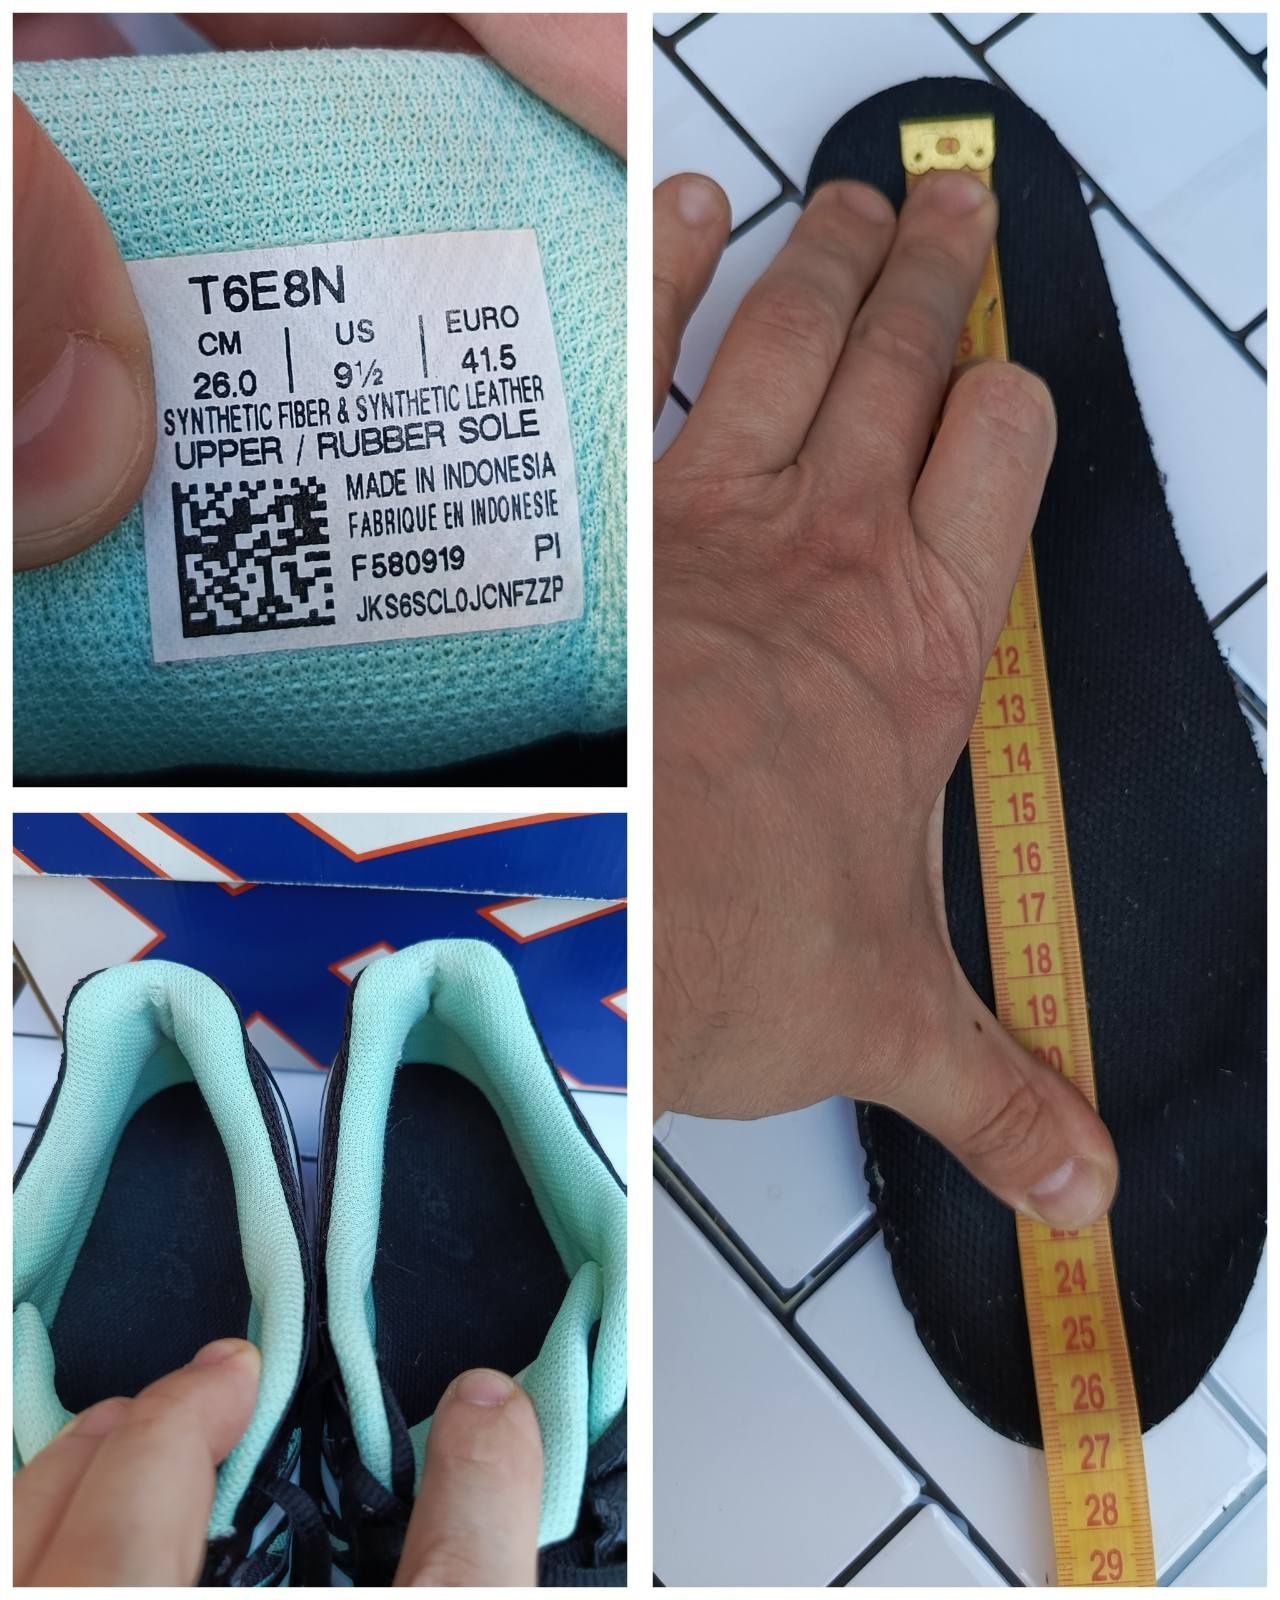 T6E8N
CM | US | EURO
26.0 | 9½ | 41.5
SYNTHETIC FIBER & SYNTHETIC LEATHER
UPPER / RUBBER SOLE
MADE IN INDONESIA
FABRIQUE EN INDONESIE
F580919 PI
JKS6SCL0JCNFZZP
12
13
14
15
16
17
18
19
20
24
25
26
27
28
29